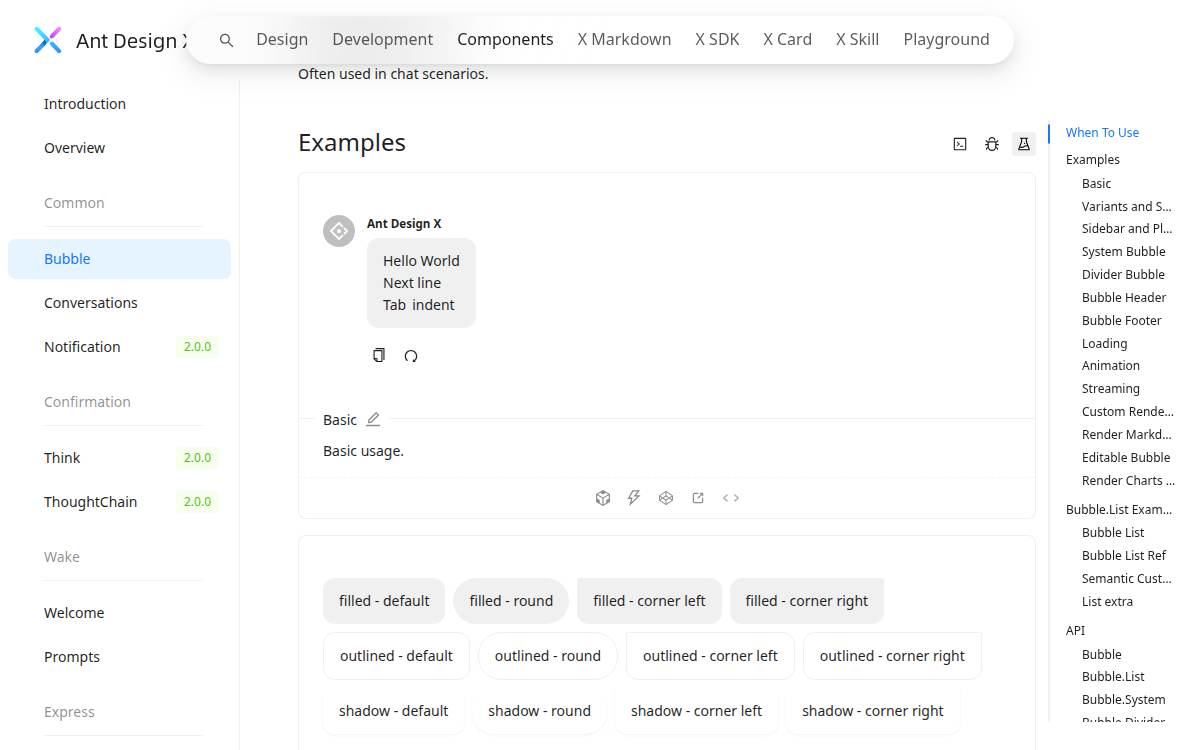 Ant Design X
Design
Development
Components
X Markdown
X SDK
X Card
X Skill
Playground
Introduction
Overview
Common
Bubble
Conversations
Notification 2.0.0
Confirmation
Think 2.0.0
ThoughtChain 2.0.0
Wake
Welcome
Prompts
Express
Often used in chat scenarios.
Examples
Ant Design X
Hello World
Next line
Tab indent
Basic
Basic usage.
filled - default
filled - round
filled - corner left
filled - corner right
outlined - default
outlined - round
outlined - corner left
outlined - corner right
shadow - default
shadow - round
shadow - corner left
shadow - corner right
When To Use
Examples
Basic
Variants and S...
Sidebar and Pl...
System Bubble
Divider Bubble
Bubble Header
Bubble Footer
Loading
Animation
Streaming
Custom Rende...
Render Markd...
Editable Bubble
Render Charts ...
Bubble.List Exam...
Bubble List
Bubble List Ref
Semantic Cust...
List extra
API
Bubble
Bubble.List
Bubble.System
Bubble.Divider